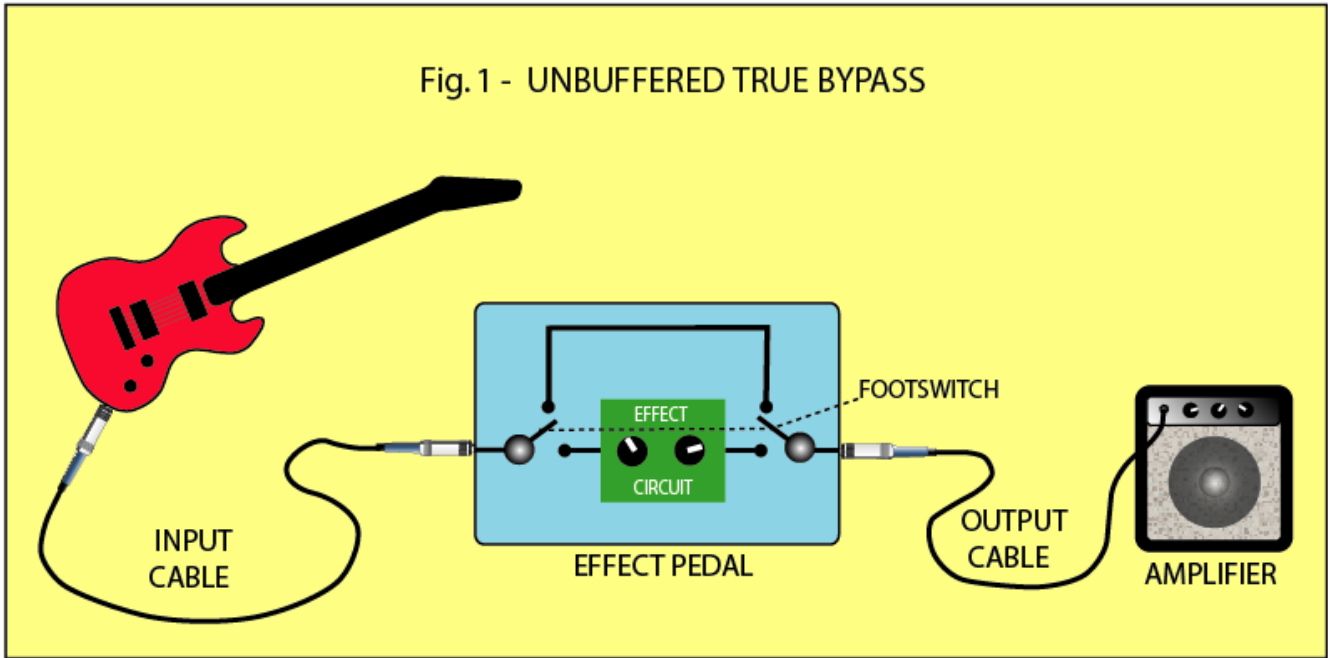 Fig. 1 - UNBUFFERED TRUE BYPASS
FOOTSWITCH
EFFECT
CIRCUIT
INPUT
CABLE
EFFECT PEDAL
OUTPUT
CABLE
AMPLIFIER